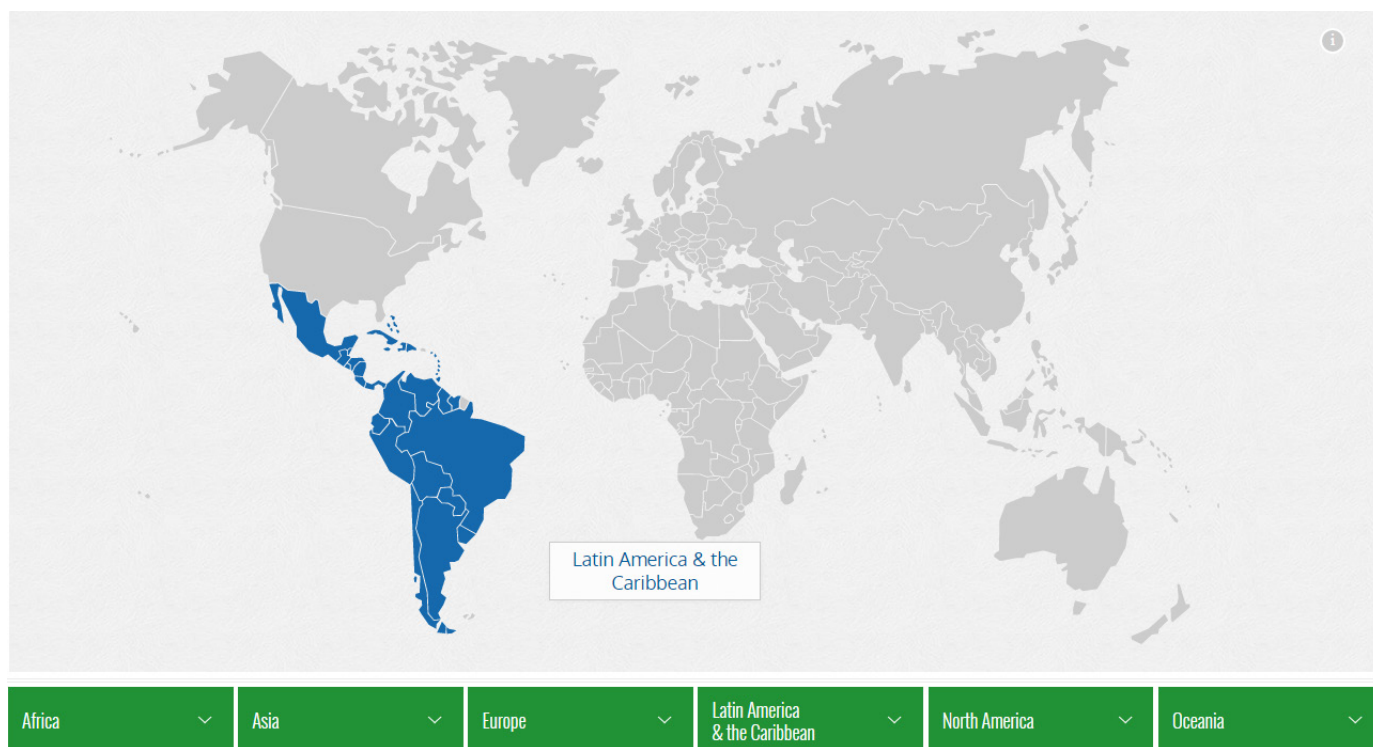 i
Latin America & the
Caribbean
Africa
Asia
Europe
Latin America
& the Caribbean
North America
Oceania